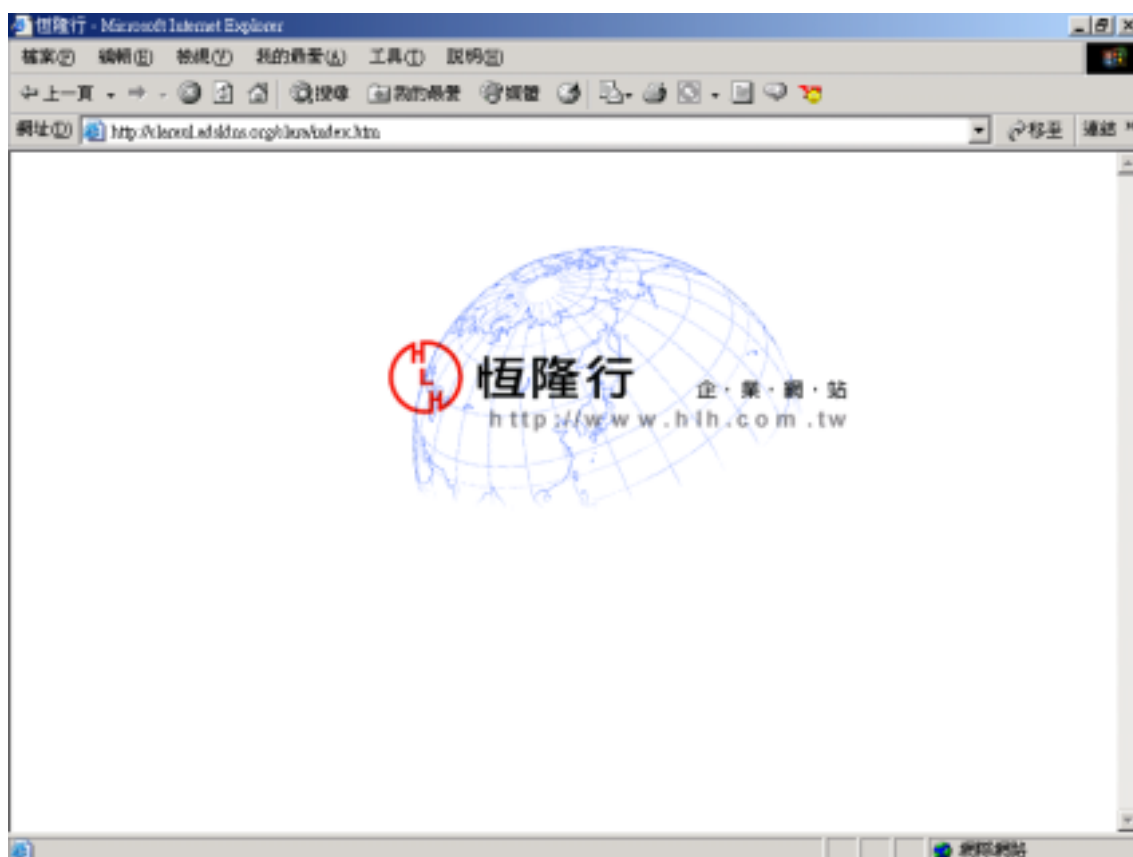 恆隆行 - Microsoft Internet Explorer
檔案(F) 編輯(E) 檢視(V) 我的最愛(A) 工具(T) 說明(H)
上一頁 搜尋 我的最愛 媒體
網址(D) 移至 連結 »
H L H
恆隆行 企·業·網·站
http://www.hlh.com.tw
網際網路